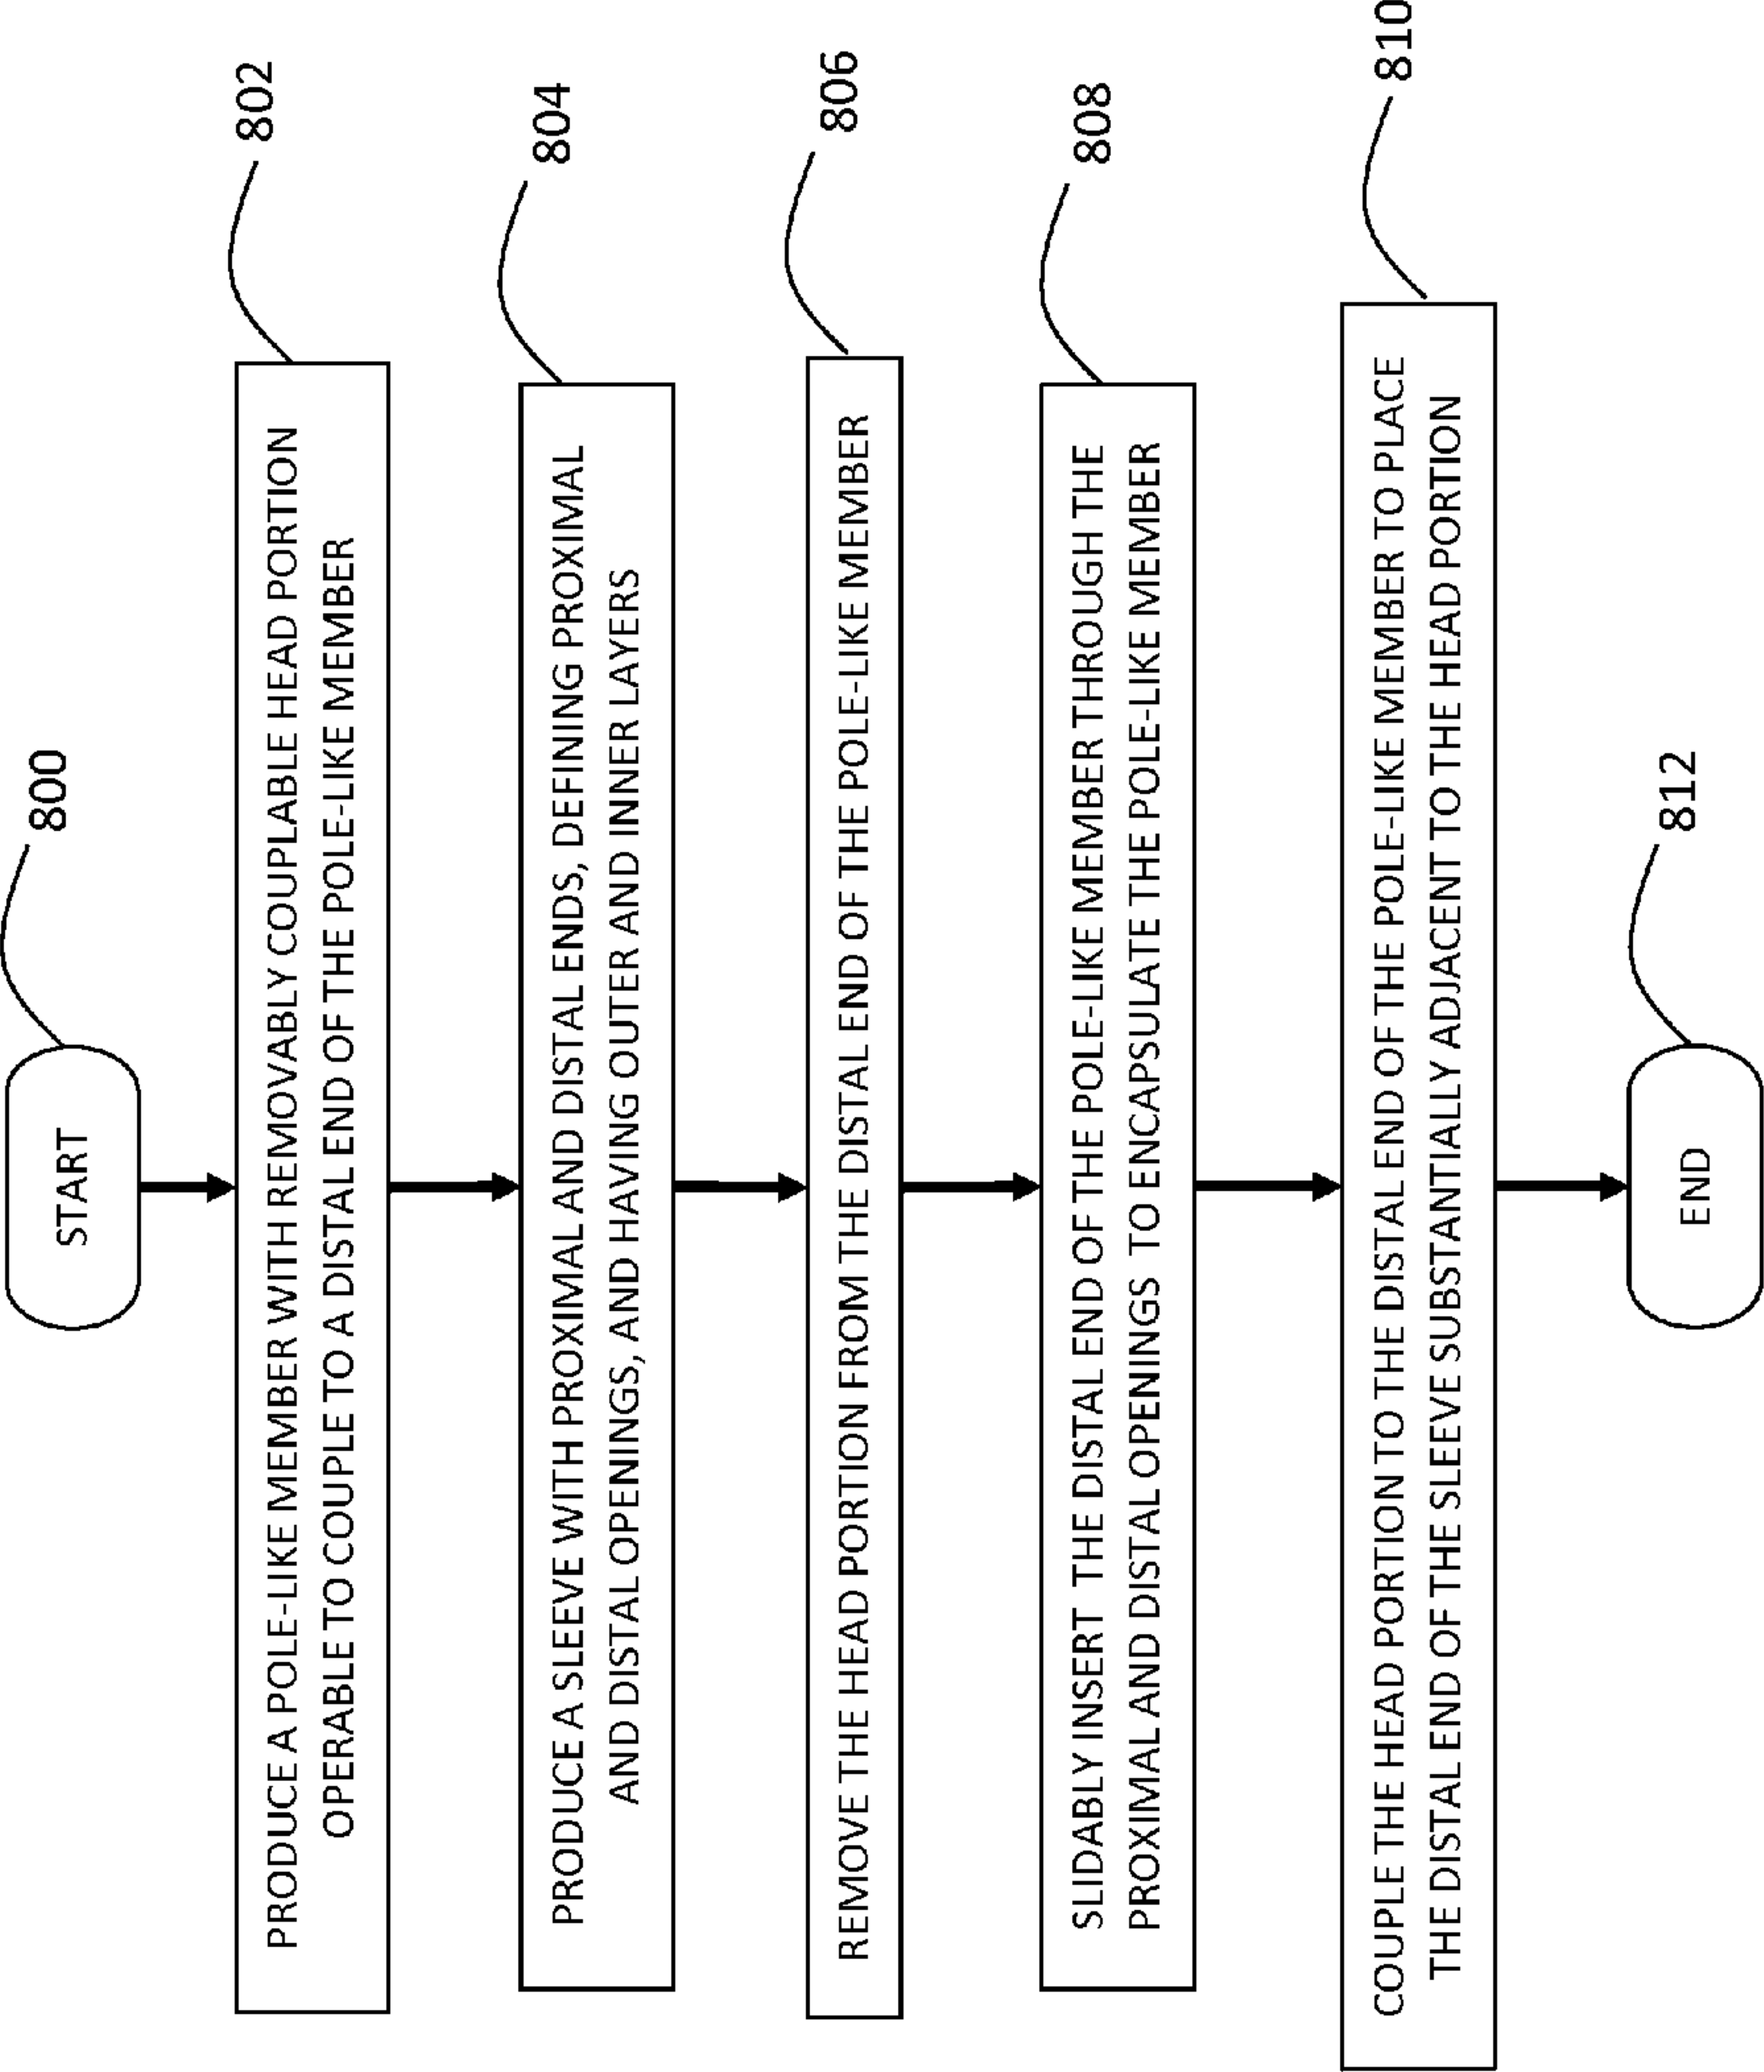 800
START
802
PRODUCE A POLE-LIKE MEMBER WITH REMOVABLY COUPLABLE HEAD PORTION
OPERABLE TO COUPLE TO A DISTAL END OF THE POLE-LIKE MEMBER
804
PRODUCE A SLEEVE WITH PROXIMAL AND DISTAL ENDS, DEFINING PROXIMAL
AND DISTAL OPENINGS, AND HAVING OUTER AND INNER LAYERS
806
REMOVE THE HEAD PORTION FROM THE DISTAL END OF THE POLE-LIKE MEMBER
808
SLIDABLY INSERT THE DISTAL END OF THE POLE-LIKE MEMBER THROUGH THE
PROXIMAL AND DISTAL OPENINGS TO ENCAPSULATE THE POLE-LIKE MEMBER
810
COUPLE THE HEAD PORTION TO THE DISTAL END OF THE POLE-LIKE MEMBER TO PLACE
THE DISTAL END OF THE SLEEVE SUBSTANTIALLY ADJACENT TO THE HEAD PORTION
812
END